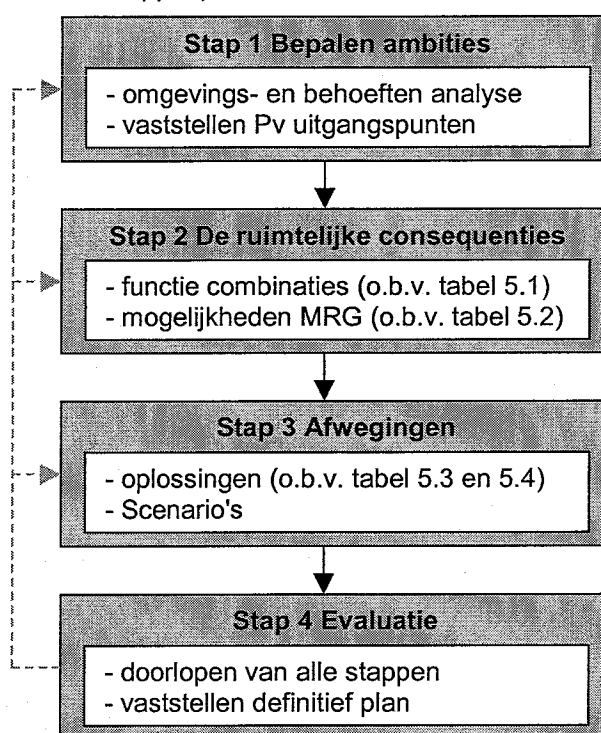 Stap 1 Bepalen ambities
- omgevings- en behoeften analyse
- vaststellen Pv uitgangspunten
Stap 2 De ruimtelijke consequenties
- functie combinaties (o.b.v. tabel 5.1)
- mogelijkheden MRG (o.b.v. tabel 5.2)
Stap 3 Afwegingen
- oplossingen (o.b.v. tabel 5.3 en 5.4)
- Scenario's
Stap 4 Evaluatie
- doorlopen van alle stappen
- vaststellen definitief plan